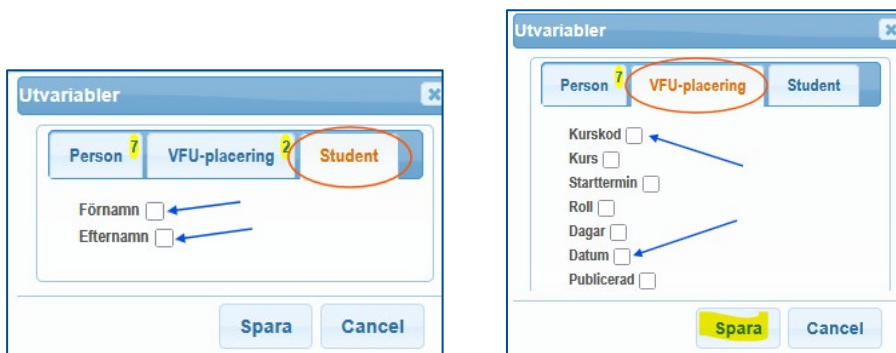 Utvariabler
Person 7 VFU-placering 2 Student
Förnamn
Efternamn
Spara Cancel
Utvariabler
Person 7 VFU-placering Student
Kurskod
Kurs
Starttermin
Roll
Dagar
Datum
Publicerad
Spara Cancel